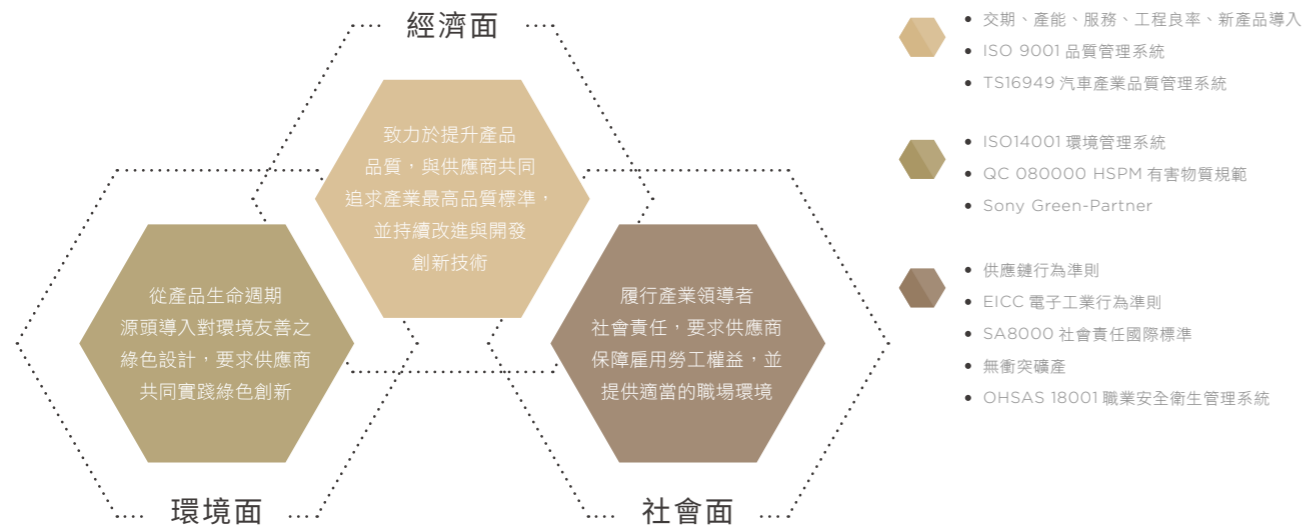 經濟面
致力於提升產品
品質，與供應商共同
追求產業最高品質標準，
並持續改進與開發
創新技術
從產品生命週期
源頭導入對環境友善之
綠色設計，要求供應商
共同實踐綠色創新
環境面
履行產業領導者
社會責任，要求供應商
保障雇用勞工權益，並
提供適當的職場環境
社會面
• 交期、產能、服務、工程良率、新產品導入
• ISO 9001 品質管理系統
• TS16949 汽車產業品質管理系統
• ISO14001 環境管理系統
• QC 080000 HSPM 有害物質規範
• Sony Green-Partner
• 供應鏈行為準則
• EICC 電子工業行為準則
• SA8000 社會責任國際標準
• 無衝突礦產
• OHSAS 18001 職業安全衛生管理系統